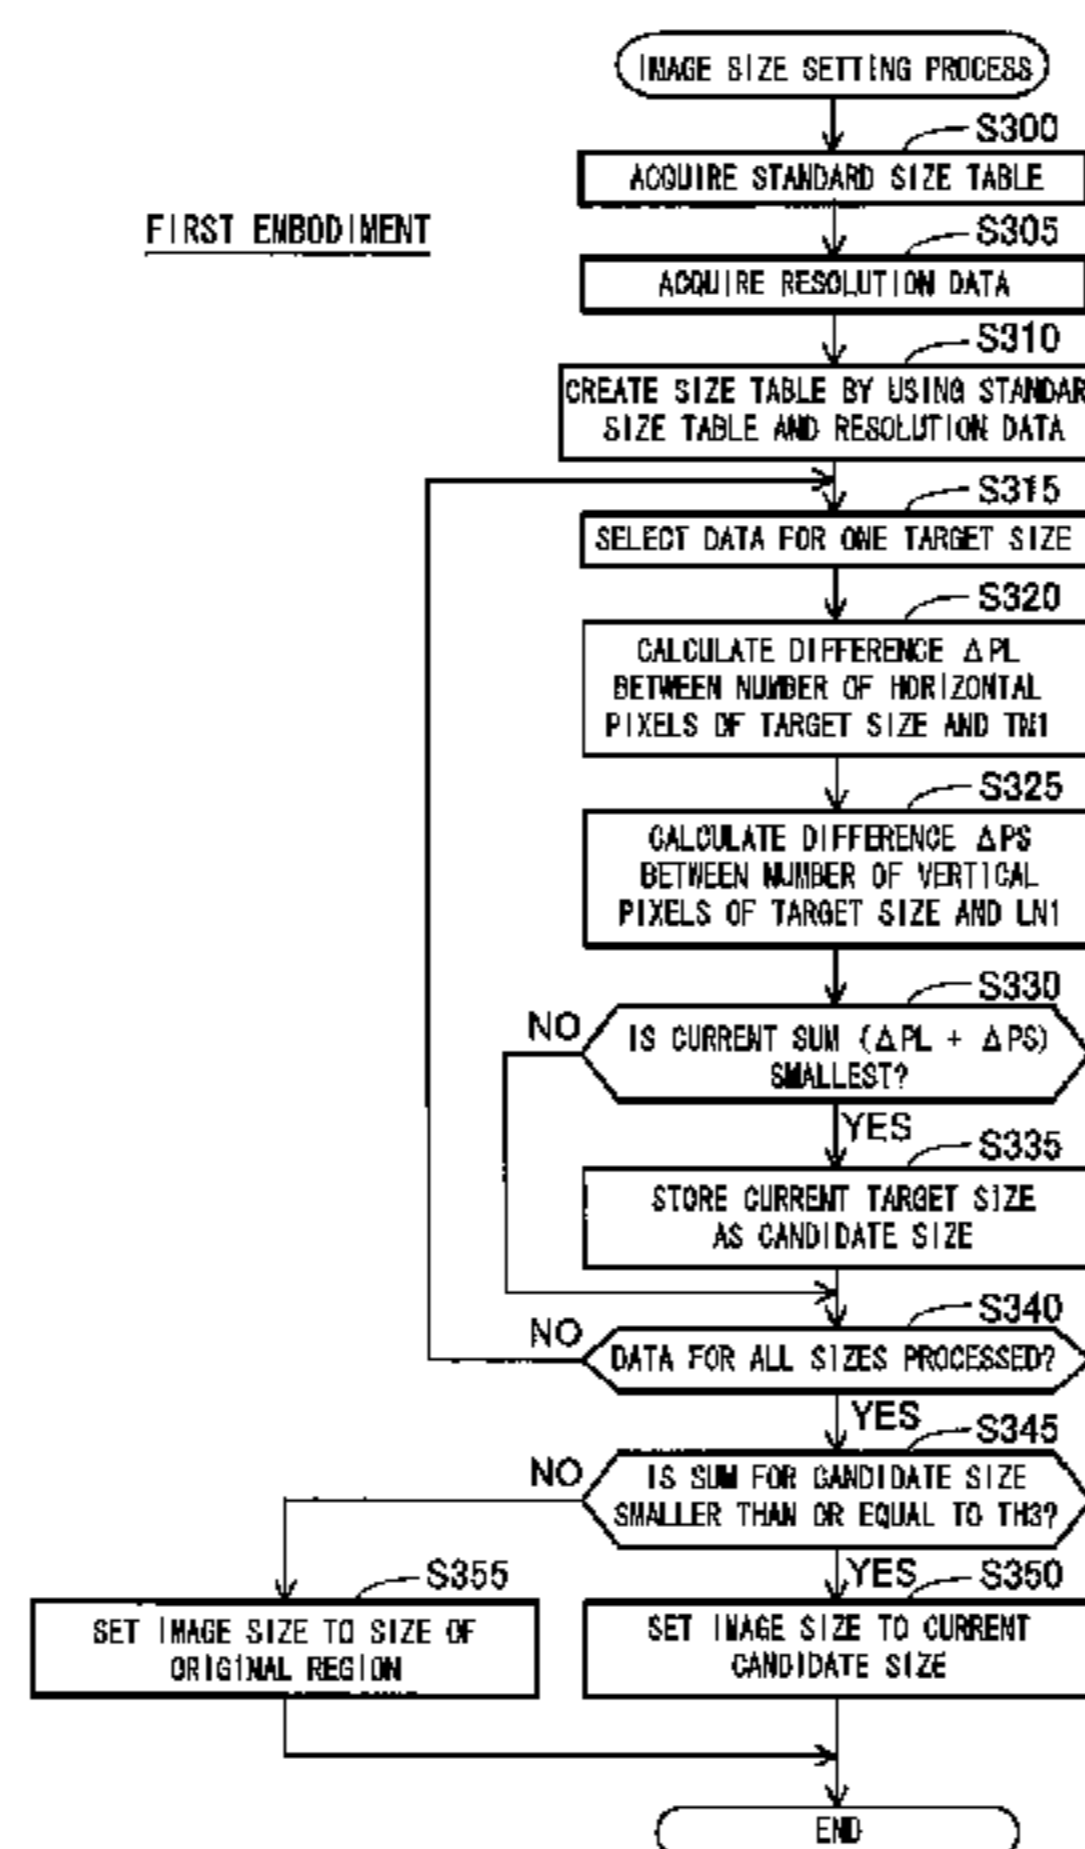 IMAGE SIZE SETTING PROCESS
S300
ACQUIRE STANDARD SIZE TABLE
FIRST EMBODIMENT
S305
ACQUIRE RESOLUTION DATA
S310
CREATE SIZE TABLE BY USING STANDAR
SIZE TABLE AND RESOLUTION DATA
S315
SELECT DATA FOR ONE TARGET SIZE
S320
CALCULATE DIFFERENCE ΔPL
BETWEEN NUMBER OF HORIZONTAL
PIXELS OF TARGET SIZE AND TN1
S325
CALCULATE DIFFERENCE ΔPS
BETWEEN NUMBER OF VERTICAL
PIXELS OF TARGET SIZE AND LN1
S330
NO
IS CURRENT SUM (ΔPL + ΔPS)
SMALLEST?
YES
S335
STORE CURRENT TARGET SIZE
AS CANDIDATE SIZE
S340
NO
DATA FOR ALL SIZES PROCESSED?
YES
S345
NO
IS SUM FOR CANDIDATE SIZE
SMALLER THAN OR EQUAL TO TH3?
YES
S350
S355
SET IMAGE SIZE TO SIZE OF
ORIGINAL REGION
SET IMAGE SIZE TO CURRENT
CANDIDATE SIZE
END